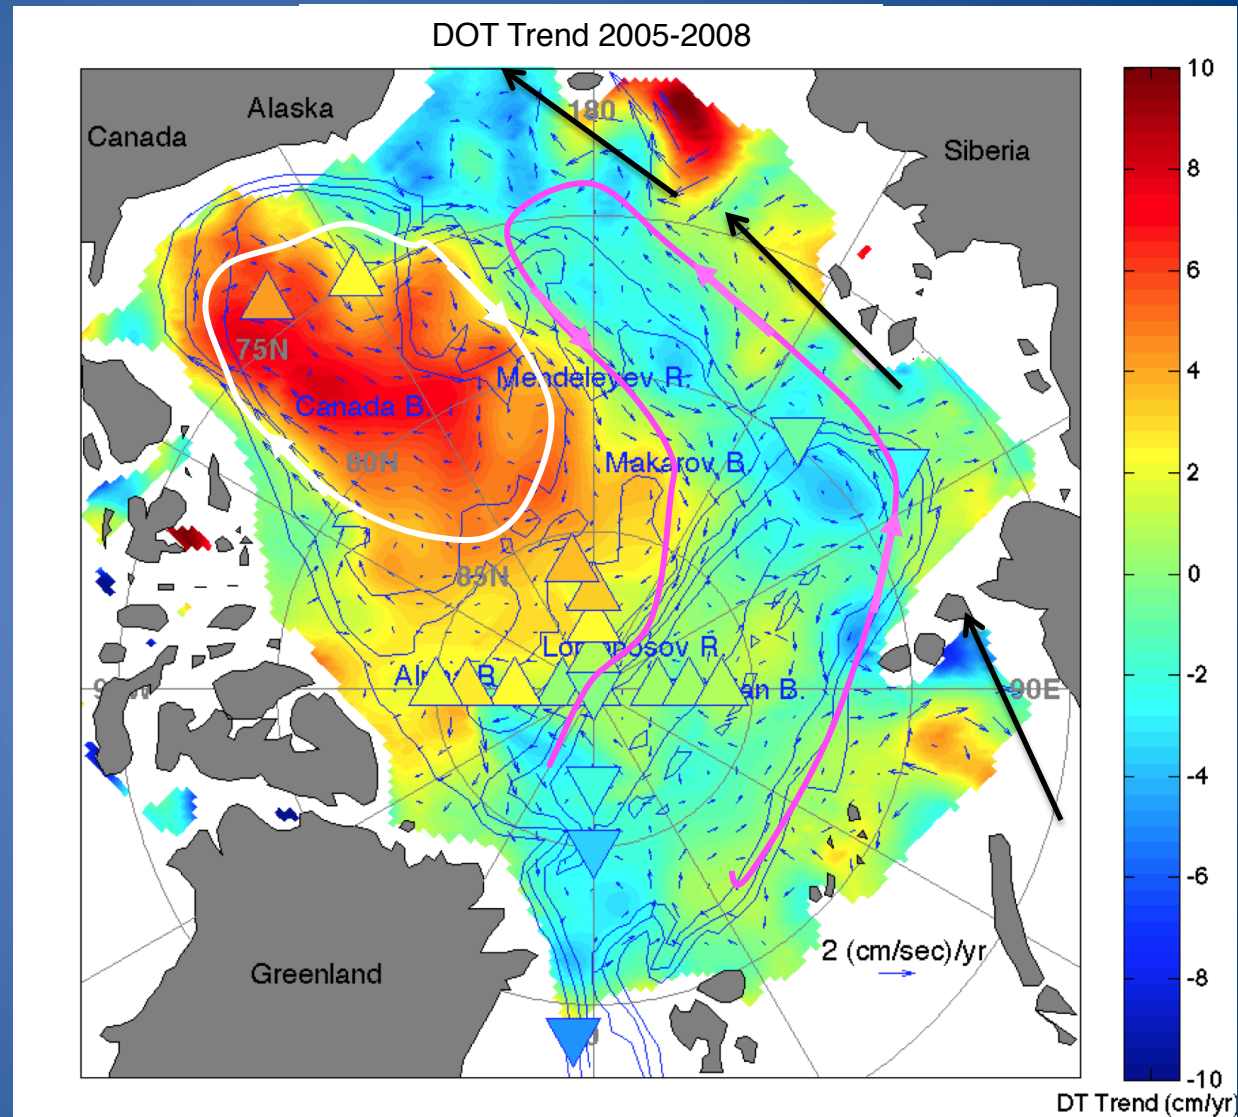 DOT Trend 2005-2008
Alaska
Canada
180
Siberia
75N
Mendeleyev R.
Canada B.
80N
Makarov B.
85N
R.
B.
an B.
90E
2 (cm/sec)/yr
Greenland
10
8
6
4
2
0
-2
-4
-6
-8
-10
DT Trend (cm/yr)